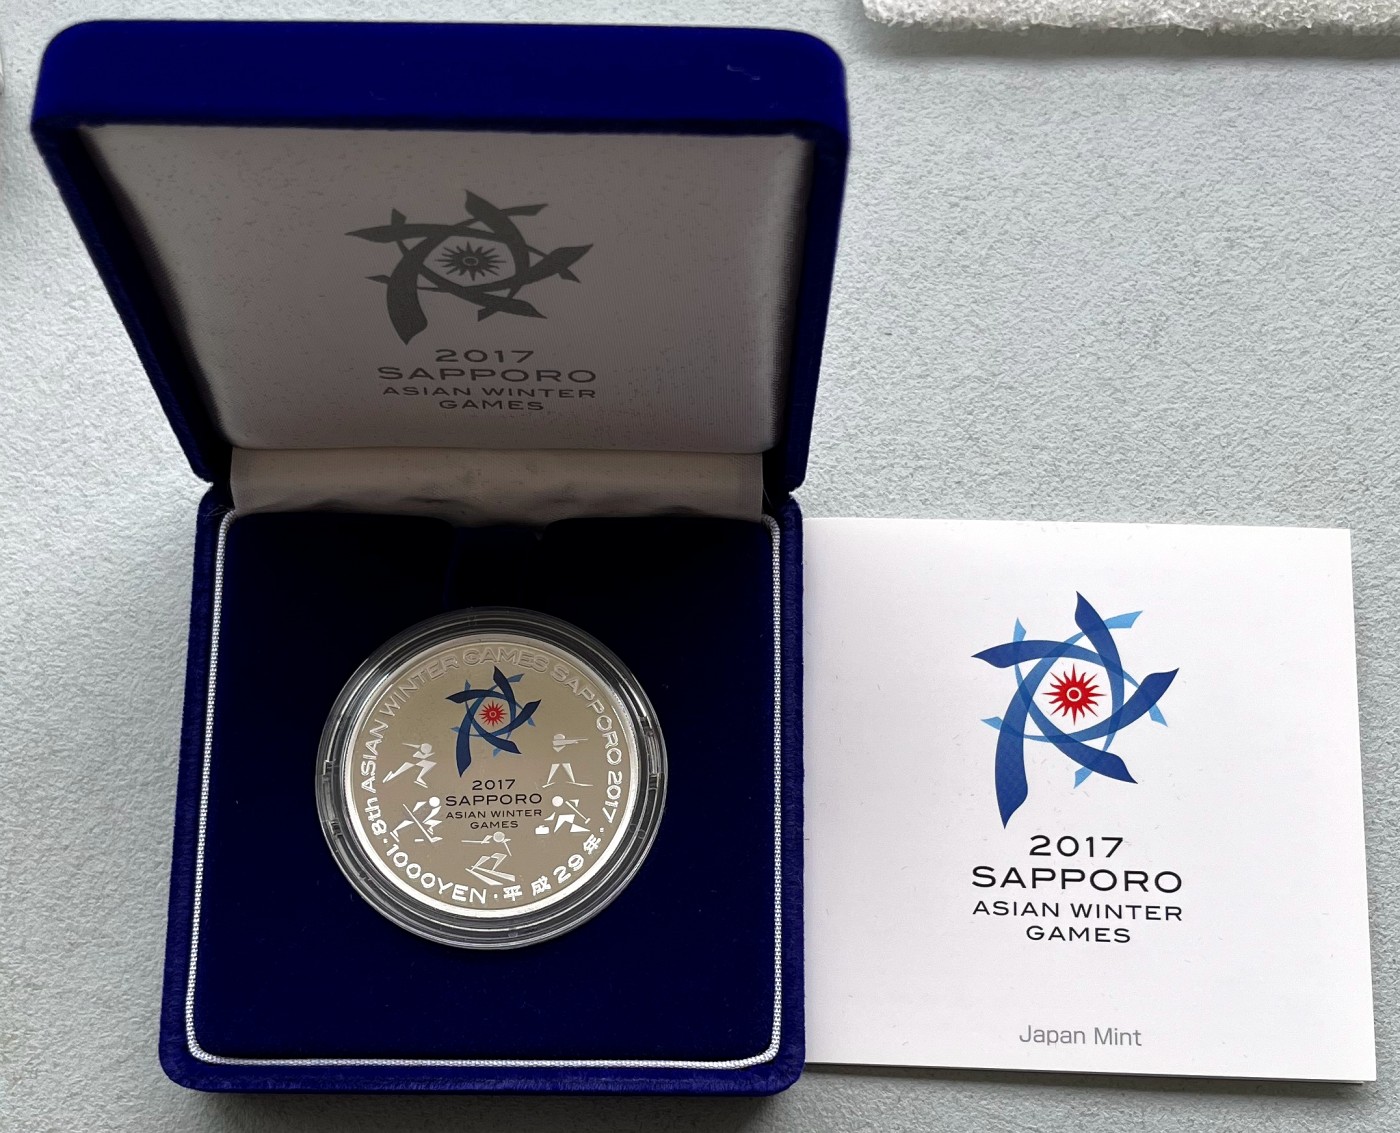 2017
SAPPORO
ASIAN WINTER
GAMES
8th ASIAN WINTER GAMES SAPPORO 2017
2017
SAPPORO
ASIAN WINTER
GAMES
1000YEN・平成29年
2017
SAPPORO
ASIAN WINTER
GAMES
Japan Mint